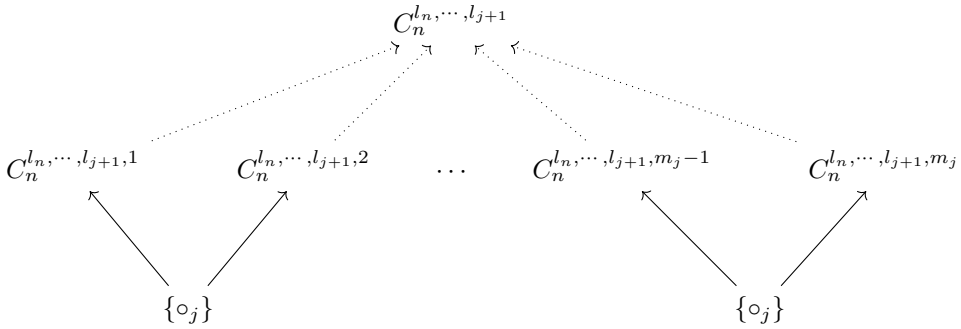 $C_n^{l_n,\cdots,l_{j+1}}$
$C_n^{l_n,\cdots,l_{j+1},1}$ $C_n^{l_n,\cdots,l_{j+1},2}$ $\cdots$ $C_n^{l_n,\cdots,l_{j+1},m_j-1}$ $C_n^{l_n,\cdots,l_{j+1},m_j}$
$\{\circ_j\}$ $\{\circ_j\}$